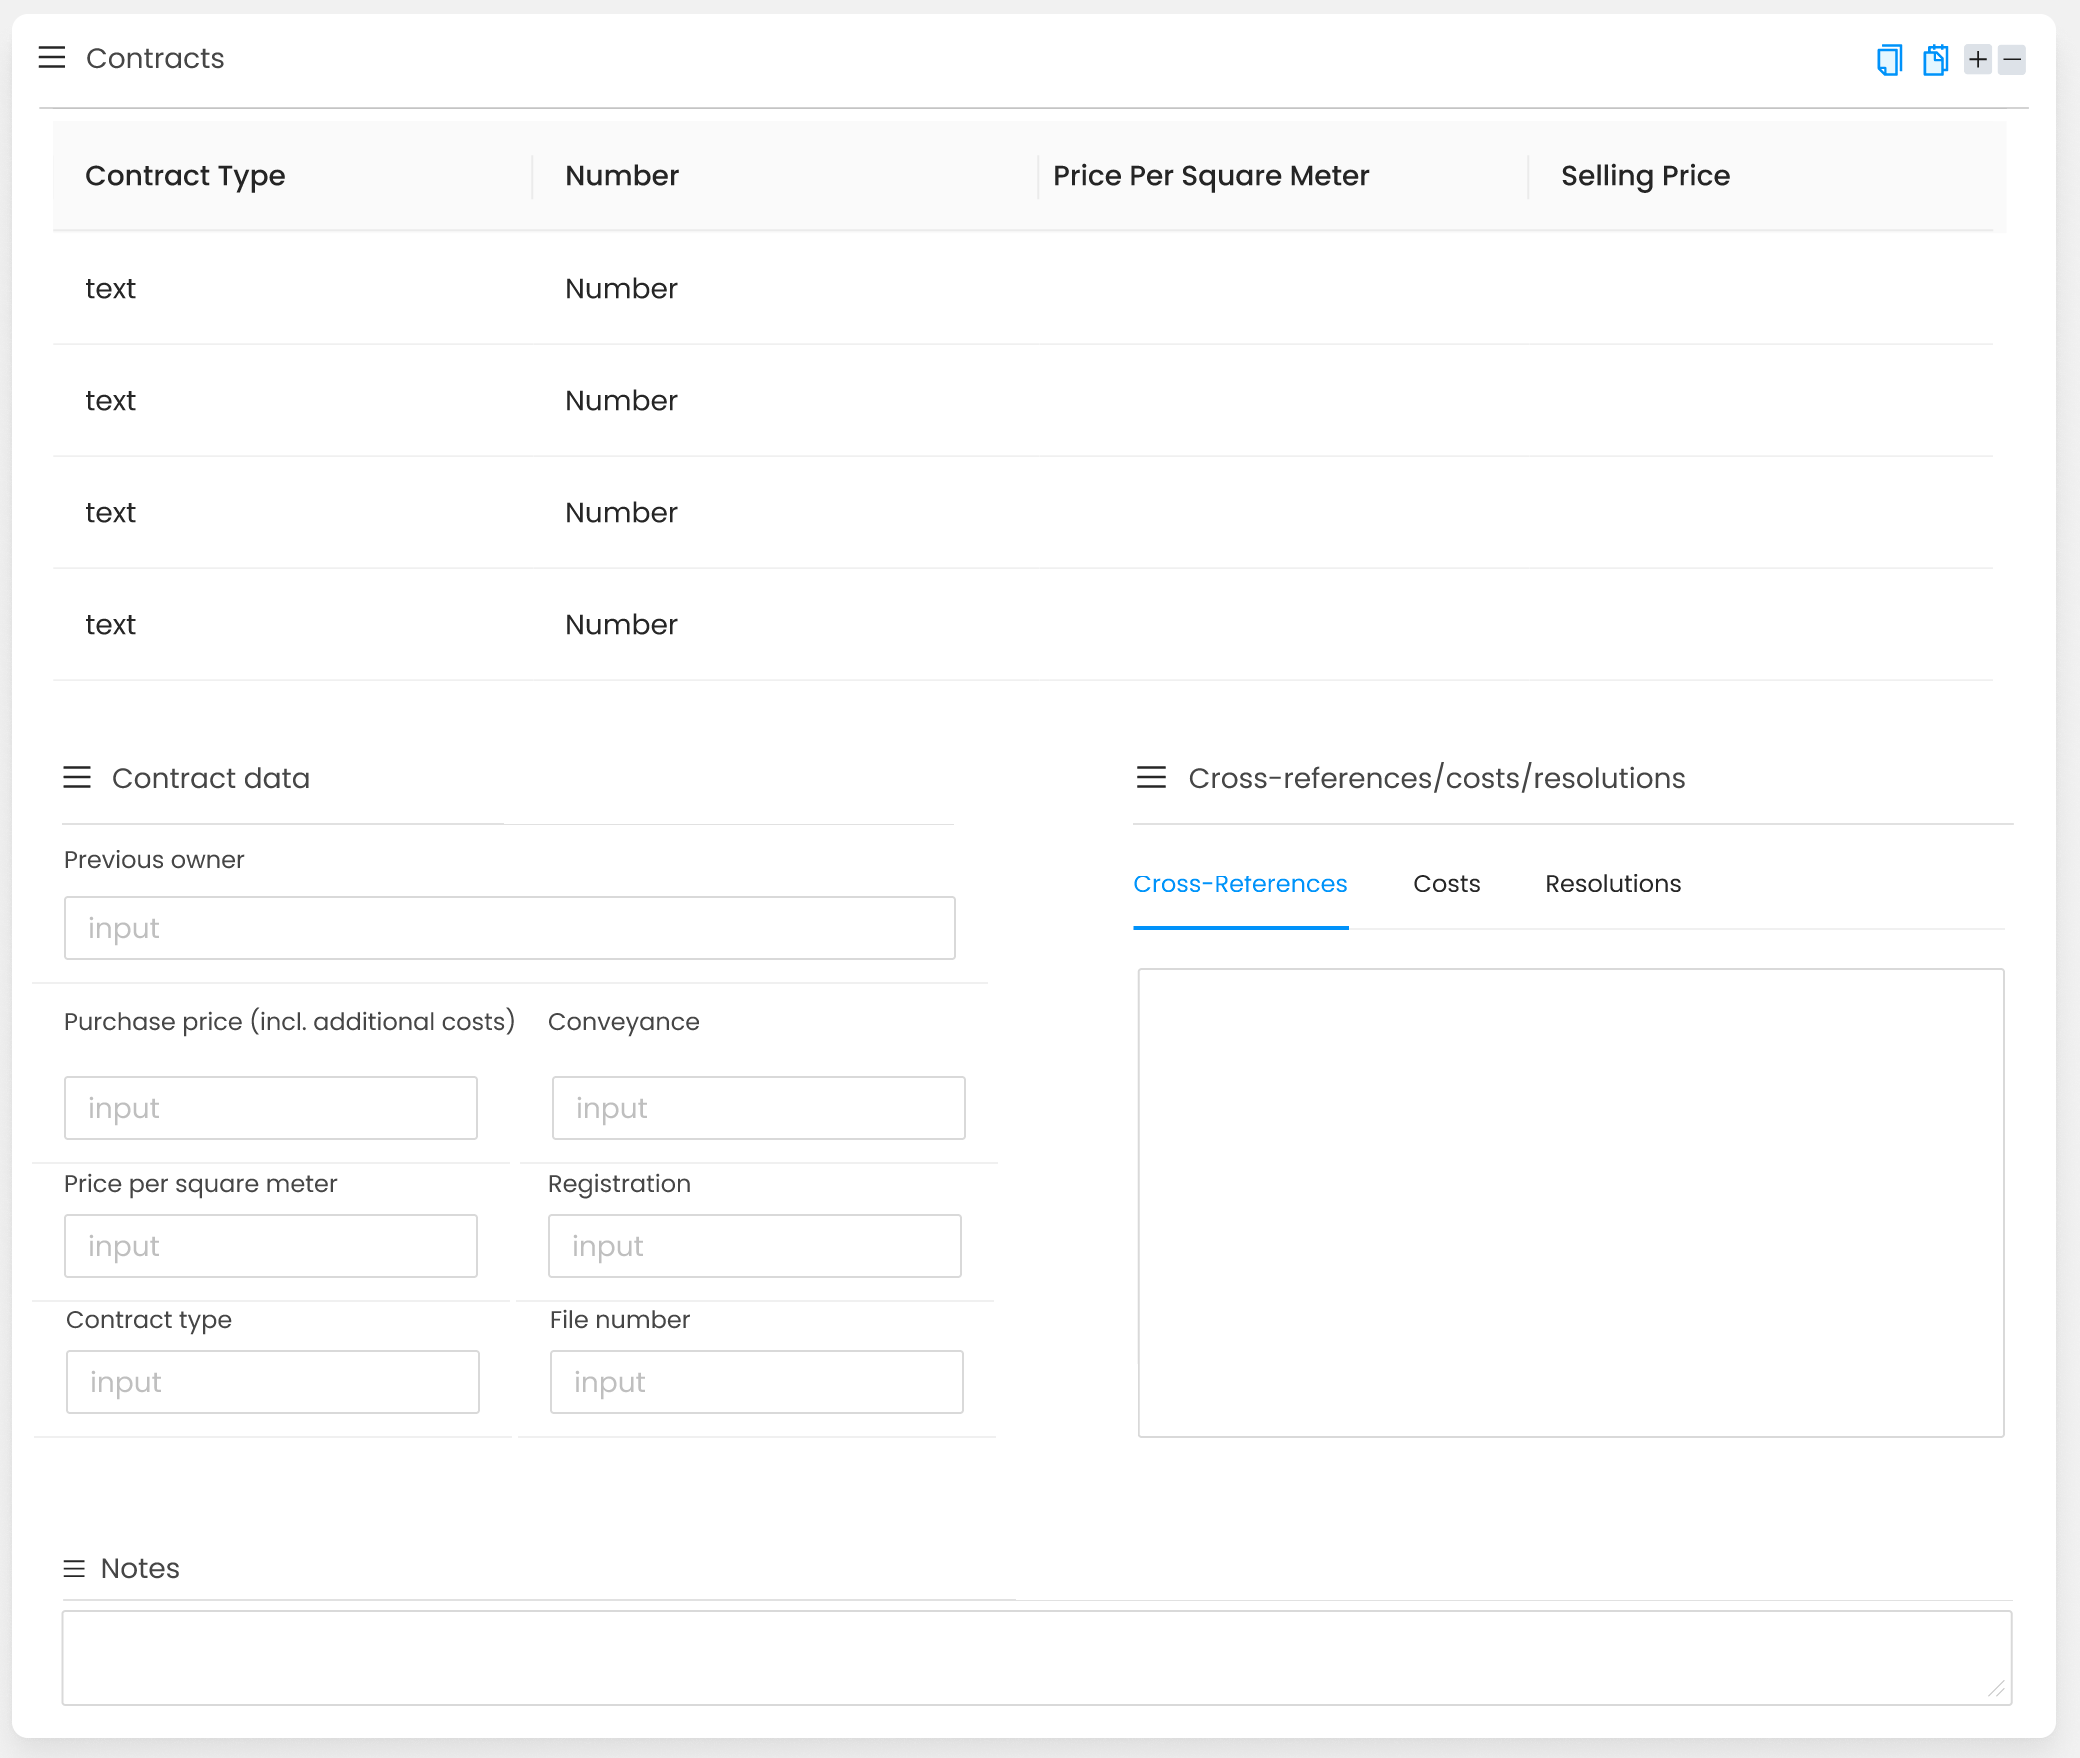 Contracts
Contract Type Number Price Per Square Meter Selling Price
text Number
text Number
text Number
text Number
Contract data
Previous owner
input
Purchase price (incl. additional costs) Conveyance
input input
Price per square meter Registration
input input
Contract type File number
input input
Cross-references/costs/resolutions
Cross-References Costs Resolutions
Notes